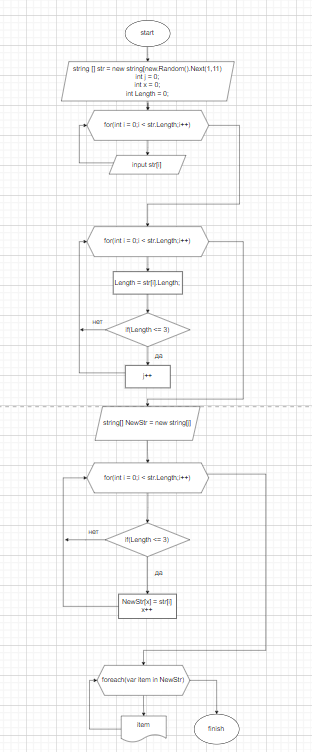 start
string [] str = new string[new.Random().Next(1,11)
int j = 0;
int x = 0;
int Length = 0;
for(int i = 0;i < str.Length;i++)
input str[i].
for(int i = 0;i < str.Length;i++)
Length = str[i].Length;
if(Length <= 3)
нет
да
j++
string[] NewStr = new string[j]
for(int i = 0;i < str.Length;i++)
if(Length <= 3)
нет
да
NewStr[x] = str[i]
x++
foreach(var item in NewStr)
item
finish